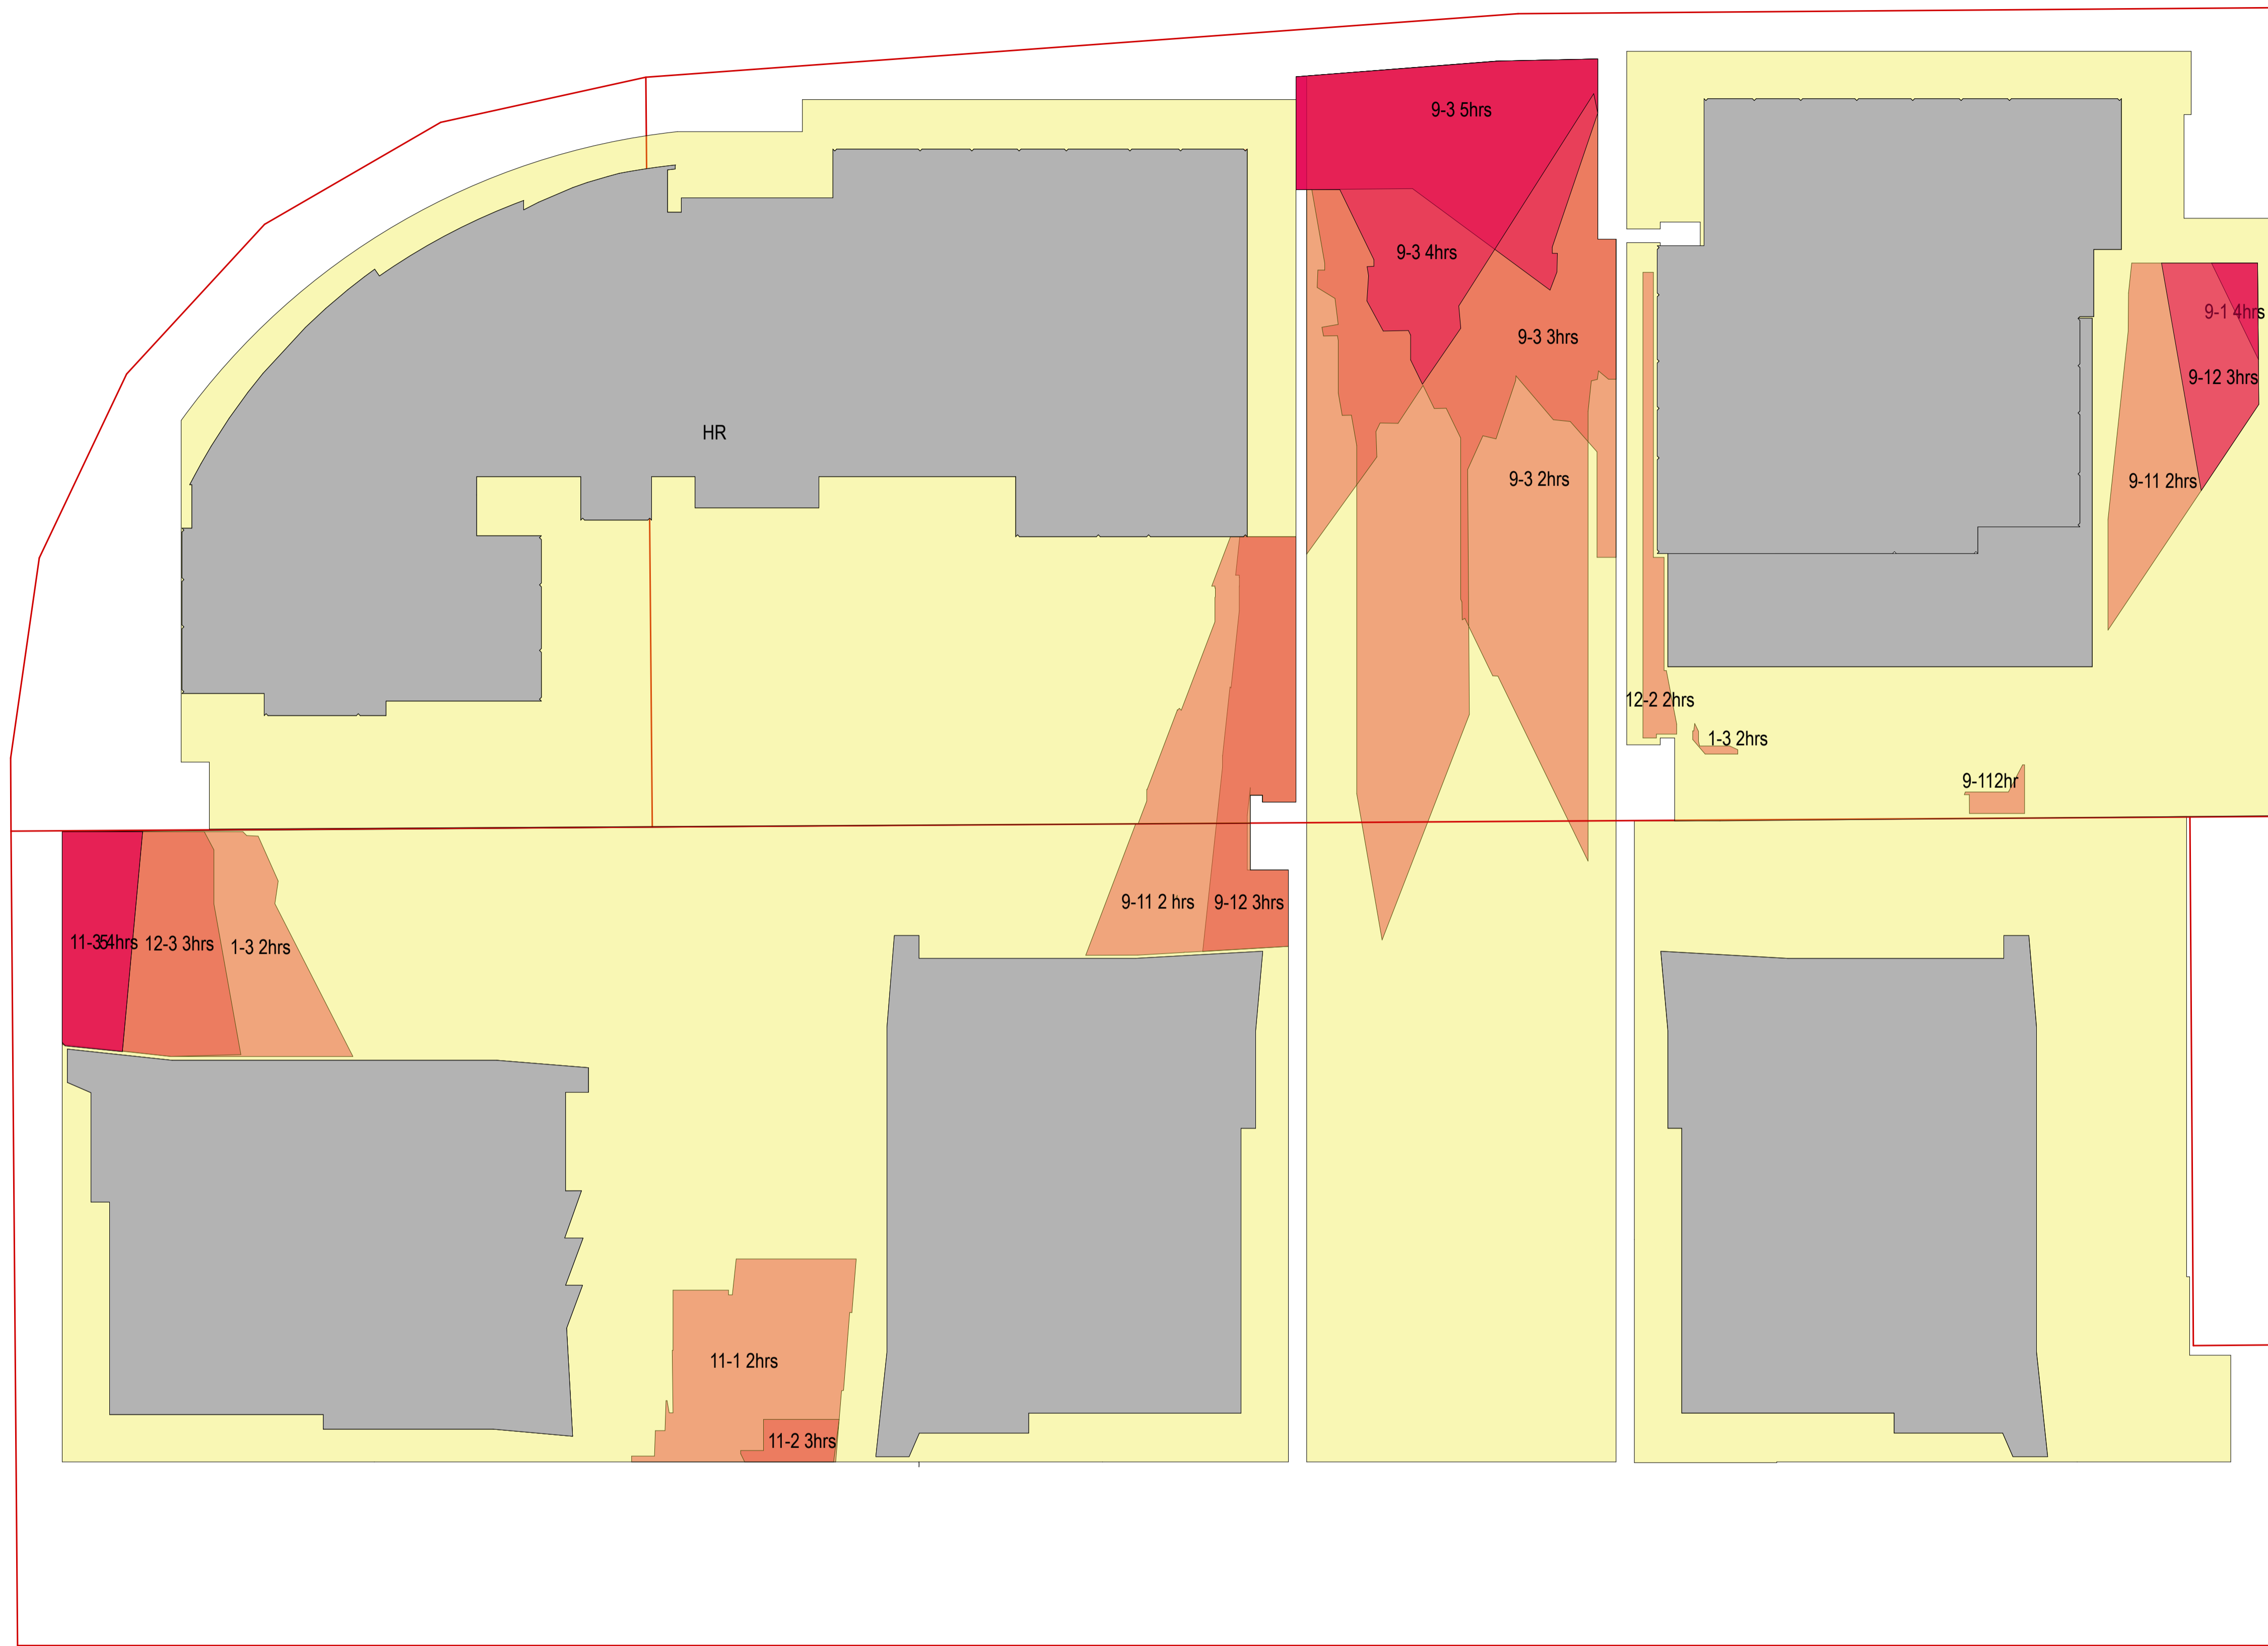 9-3 5hrs
9-3 4hrs
9-1 4hrs
9-3 3hrs
9-12 3hrs
HR
9-3 2hrs
9-11 2hrs
12-2 2hrs
1-3 2hrs
9-112hr
9-11 2 hrs
9-12 3hrs
12-3 3hrs
1-3 2hrs
11-1 2hrs
11-2 3hrs